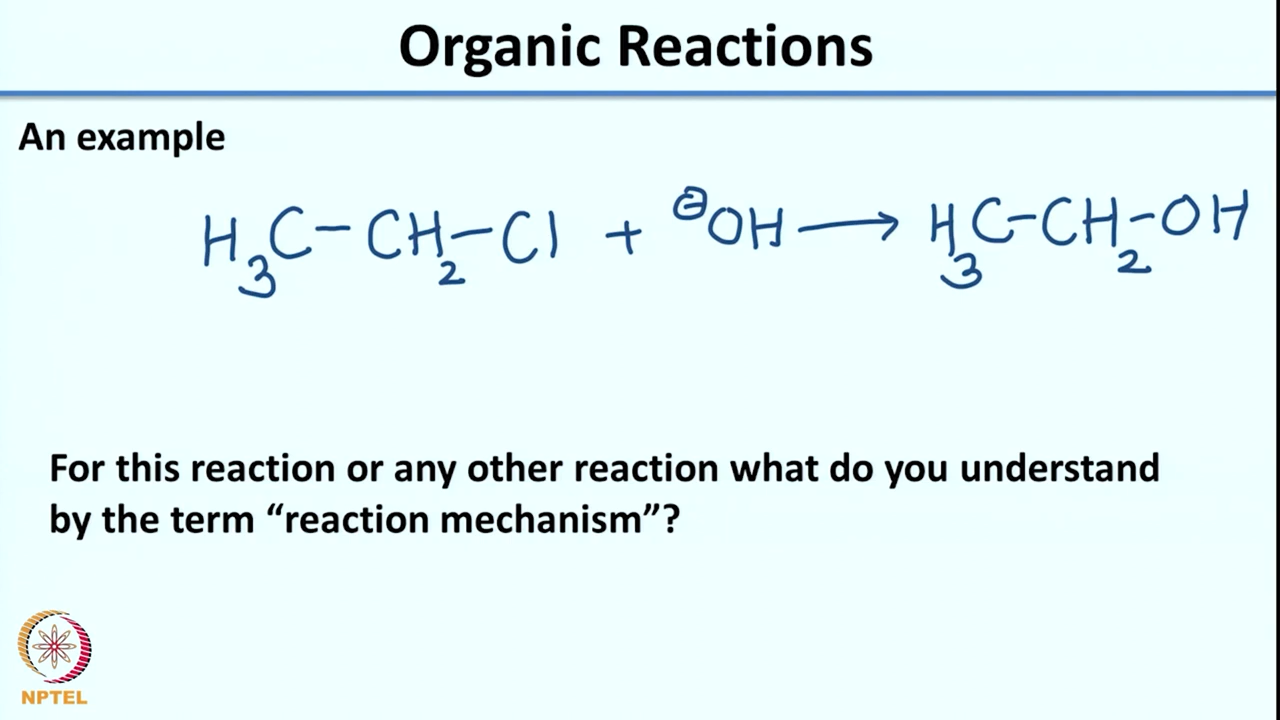 Organic Reactions
An example
H₃C-CH₂-Cl + ⊖OH ⟶ H₃C-CH₂-OH
For this reaction or any other reaction what do you understand
by the term “reaction mechanism”?
NPTEL